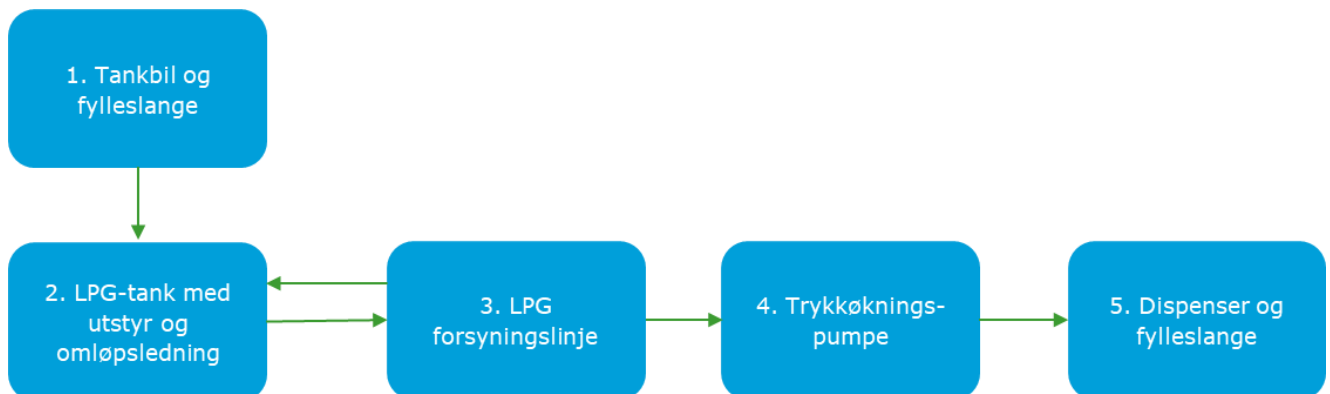 1. Tankbil og
fylleslange
2. LPG-tank med
utstyr og
omløpsledning
3. LPG
forsyningslinje
4. Trykkøknings-
pumpe
5. Dispenser og
fylleslange